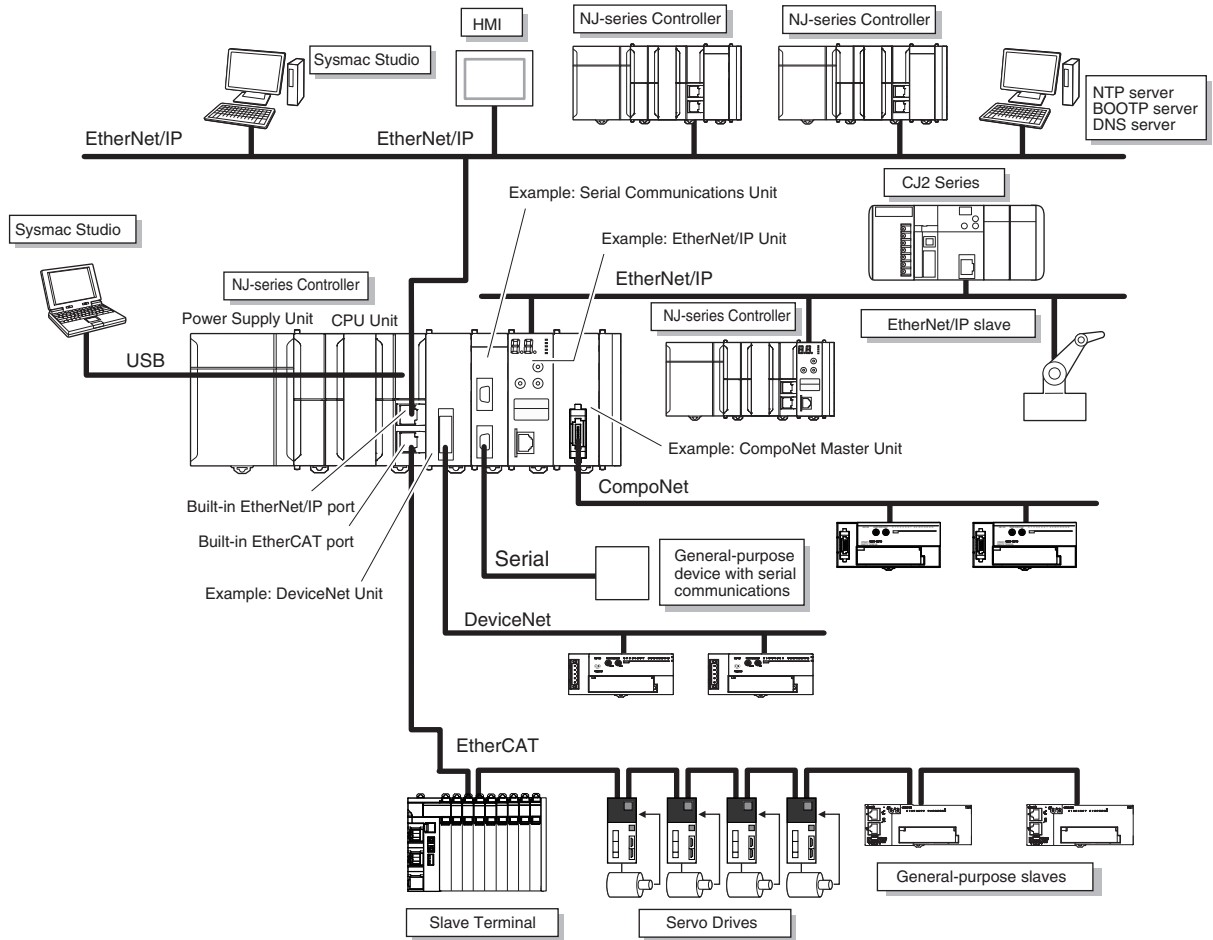 HMI
NJ-series Controller
NJ-series Controller
Sysmac Studio
NTP server
BOOTP server
DNS server
EtherNet/IP
EtherNet/IP
CJ2 Series
Example: Serial Communications Unit
Sysmac Studio
Example: EtherNet/IP Unit
EtherNet/IP
NJ-series Controller
NJ-series Controller
EtherNet/IP slave
Power Supply Unit
CPU Unit
USB
Example: CompoNet Master Unit
CompoNet
Built-in EtherNet/IP port
Built-in EtherCAT port
Serial
General-purpose
device with serial
communications
Example: DeviceNet Unit
DeviceNet
EtherCAT
General-purpose slaves
Slave Terminal
Servo Drives